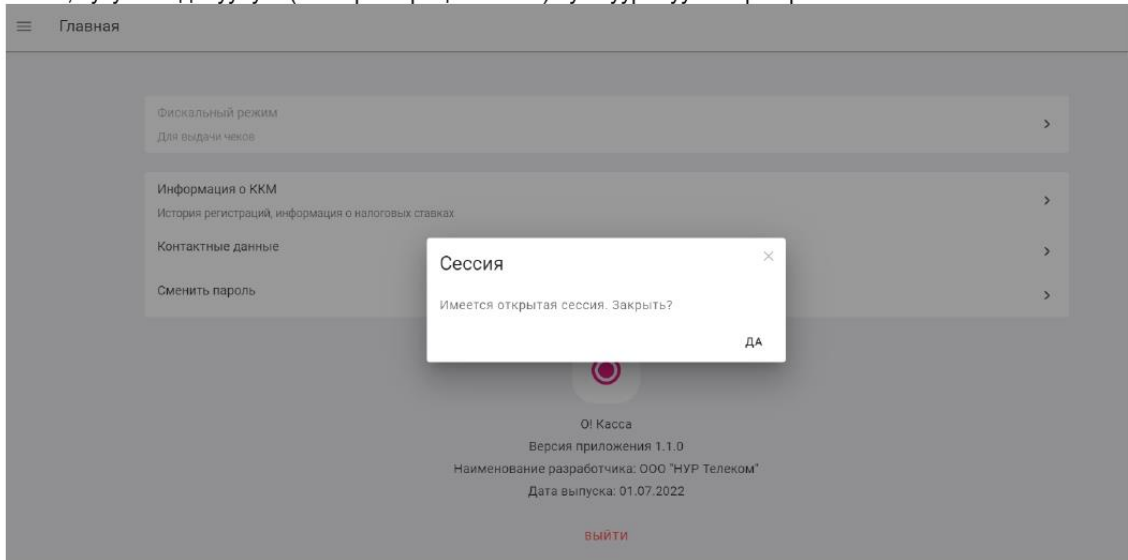 Главная
Фискальный режим
Для выдачи чеков
Информация о ККМ
История регистраций, информация о налоговых ставках
Контактные данные
Сменить пароль
Сессия
Имеется открытая сессия. Закрыть?
ДА
О! Касса
Версия приложения 1.1.0
Наименование разработчика: ООО "НУР Телеком"
Дата выпуска: 01.07.2022
ВЫЙТИ